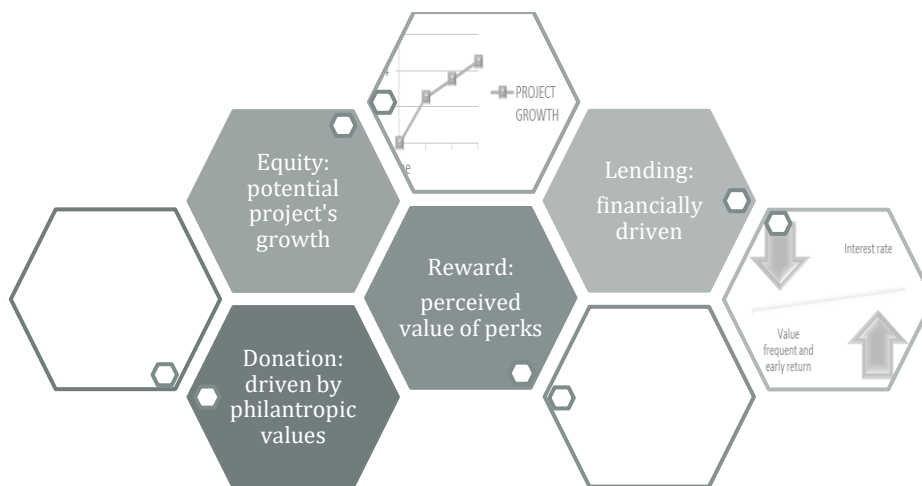 PROJECT
GROWTH
Equity:
potential
project's
growth
Lending:
financially
driven
Interest rate
Reward:
perceived
value of perks
Value
frequent and
early return
Donation:
driven by
philantropic
values